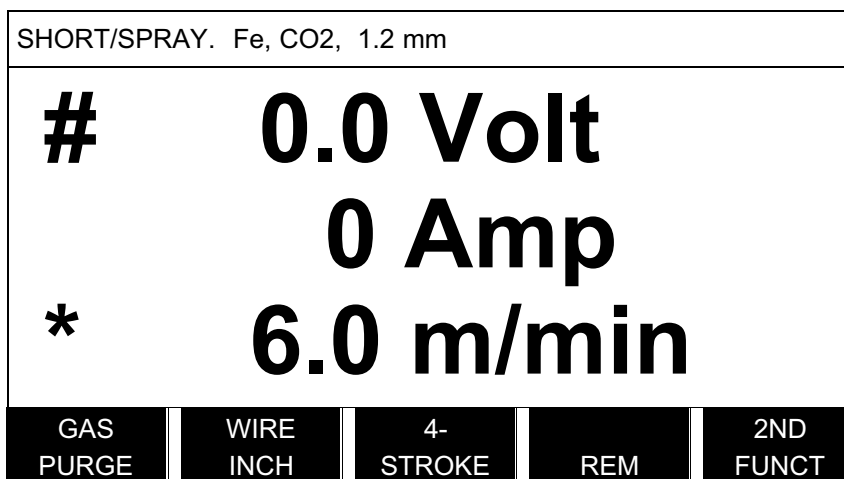 SHORT/SPRAY. Fe, CO2, 1.2 mm
# 0.0 Volt
0 Amp
* 6.0 m/min
GAS PURGE
WIRE INCH
4-STROKE
REM
2ND FUNCT